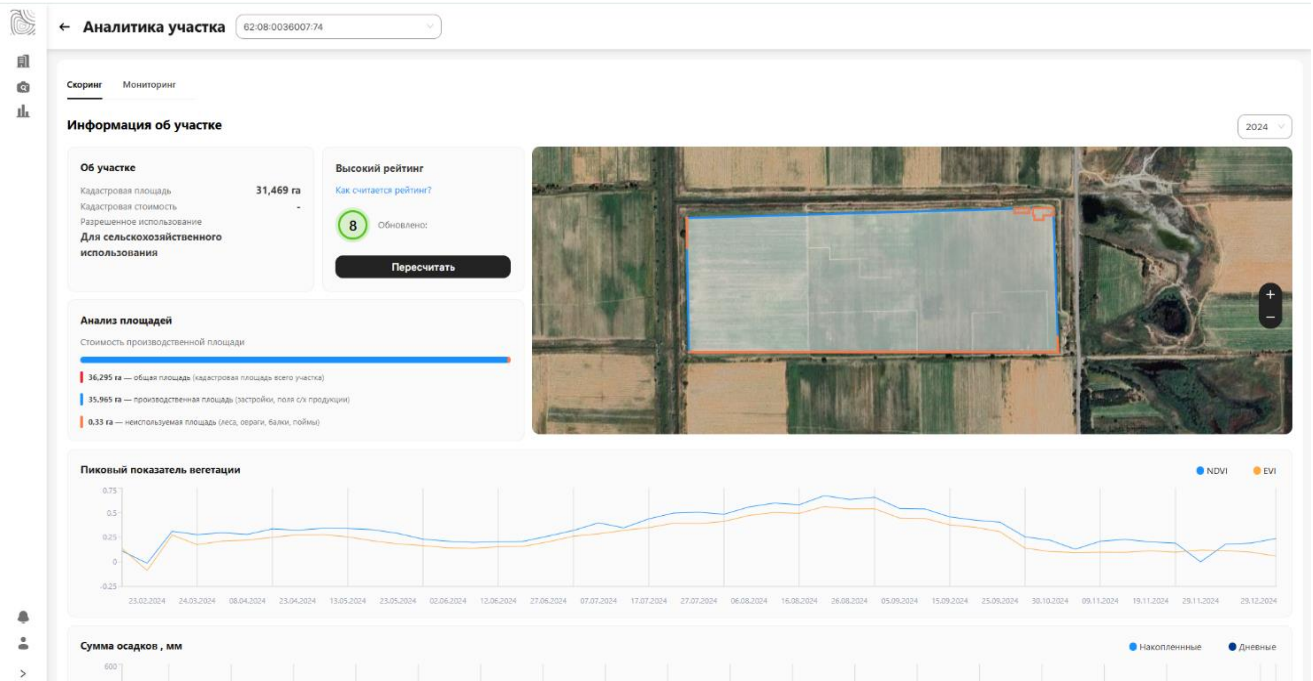 ← Аналитика участка 62:08:0036007:74
Скоринг Мониторинг
Информация об участке
2024
Об участке
Кадастровая площадь 31,469 га
Кадастровая стоимость -
Разрешенное использование
Для сельскохозяйственного
использования
Высокий рейтинг
Как считается рейтинг?
8 Обновлено:
Пересчитать
+
−
Анализ площадей
Стоимость производственной площади
36,295 га — общая площадь (кадастровая площадь всего участка)
35,965 га — производственная площадь (застройки, поля с/х продукции)
0,33 га — неиспользуемая площадь (леса, овраги, балки, поймы)
Пиковый показатель вегетации
NDVI EVI
0.75
0.5
0.25
0
-0.25
23.02.2024 24.03.2024 08.04.2024 23.04.2024 13.05.2024 23.05.2024 02.06.2024 12.06.2024 27.06.2024 07.07.2024 17.07.2024 27.07.2024 06.08.2024 16.08.2024 26.08.2024 05.09.2024 15.09.2024 25.09.2024 30.10.2024 09.11.2024 19.11.2024 29.11.2024 29.12.2024
Сумма осадков , мм
Накопленнные Дневные
600